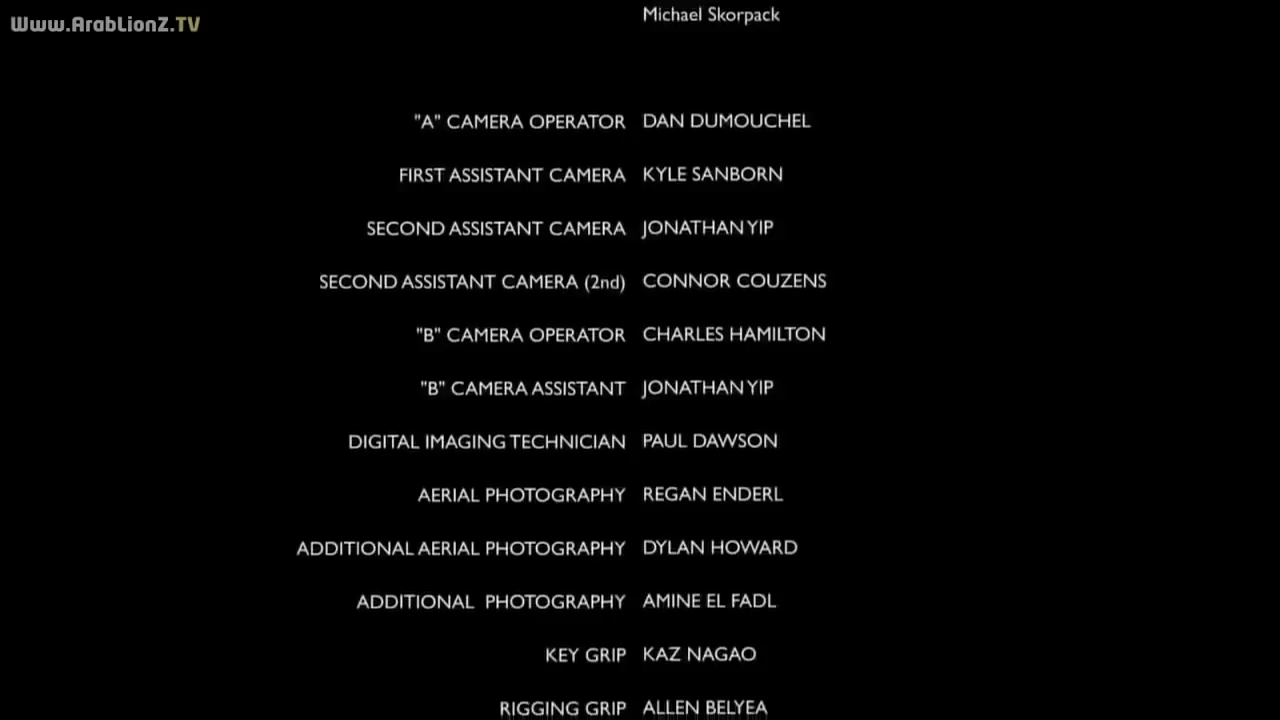 Www.ArabLionZ.TV
Michael Skorpack
"A" CAMERA OPERATOR DAN DUMOUCHEL
FIRST ASSISTANT CAMERA KYLE SANBORN
SECOND ASSISTANT CAMERA JONATHAN YIP
SECOND ASSISTANT CAMERA (2nd) CONNOR COUZENS
"B" CAMERA OPERATOR CHARLES HAMILTON
"B" CAMERA ASSISTANT JONATHAN YIP
DIGITAL IMAGING TECHNICIAN PAUL DAWSON
AERIAL PHOTOGRAPHY REGAN ENDERL
ADDITIONAL AERIAL PHOTOGRAPHY DYLAN HOWARD
ADDITIONAL PHOTOGRAPHY AMINE EL FADL
KEY GRIP KAZ NAGAO
RIGGING GRIP ALLEN BELYEA